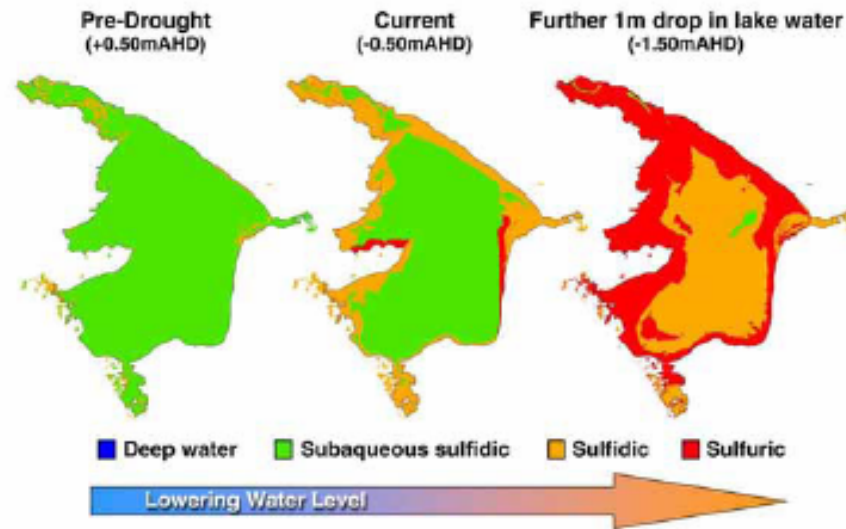 Pre-Drought
(+0.50mAHD)
Current
(-0.50mAHD)
Further 1m drop in lake water
(-1.50mAHD)
Deep water
Subaqueous sulfidic
Sulfidic
Sulfuric
Lowering Water Level